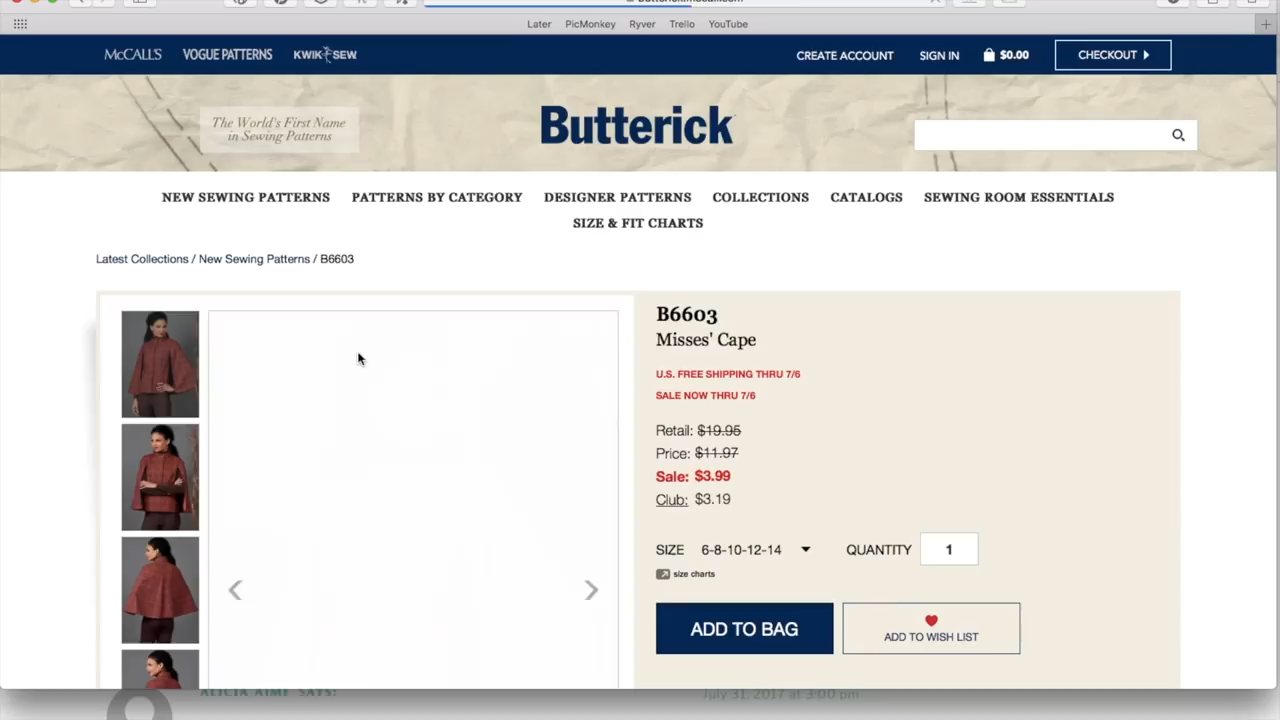 Later PicMonkey Ryver Trello YouTube
McCALL'S VOGUE PATTERNS KWIK SEW CREATE ACCOUNT SIGN IN $0.00 CHECKOUT
The World's First Name
in Sewing Patterns
Butterick
NEW SEWING PATTERNS PATTERNS BY CATEGORY DESIGNER PATTERNS COLLECTIONS CATALOGS SEWING ROOM ESSENTIALS
SIZE & FIT CHARTS
Latest Collections / New Sewing Patterns / B6603
B6603
Misses' Cape
U.S. FREE SHIPPING THRU 7/6
SALE NOW THRU 7/6
Retail: $19.95
Price: $11.97
Sale: $3.99
Club: $3.19
SIZE 6-8-10-12-14 QUANTITY 1
size charts
ADD TO BAG
ADD TO WISH LIST
ALICIA AIME SAYS: July 31, 2017 at 3:00 pm